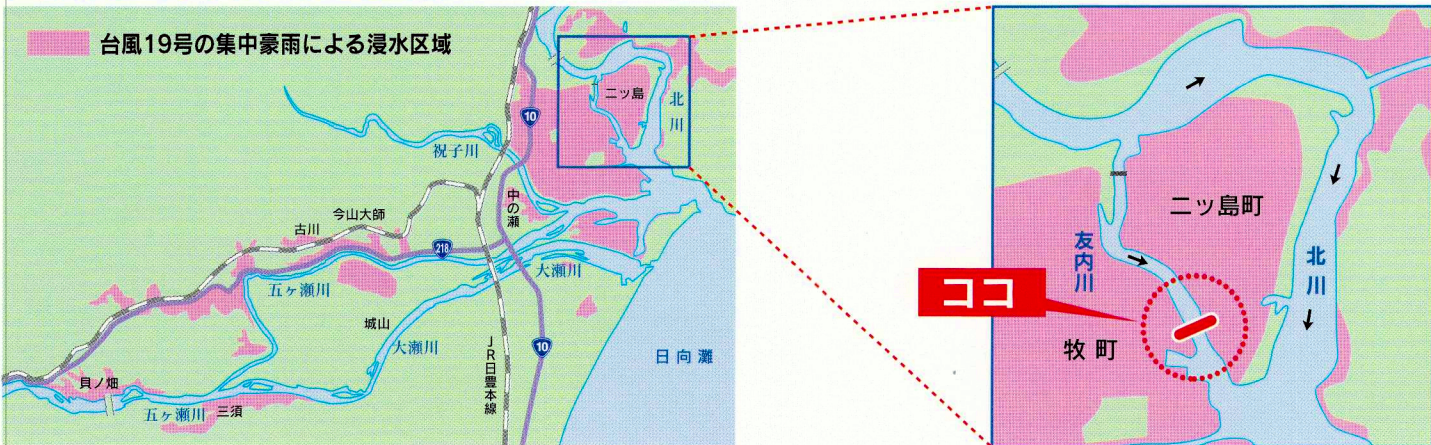 台風19号の集中豪雨による浸水区域
二ッ島
北川
10
祝子川
中の瀬
今山大師
古川
218
大瀬川
五ヶ瀬川
城山
大瀬川
JR日豊本線
10
日向灘
貝ノ畑
五ヶ瀬川
三須
二ッ島町
友内川
北川
ココ
牧町